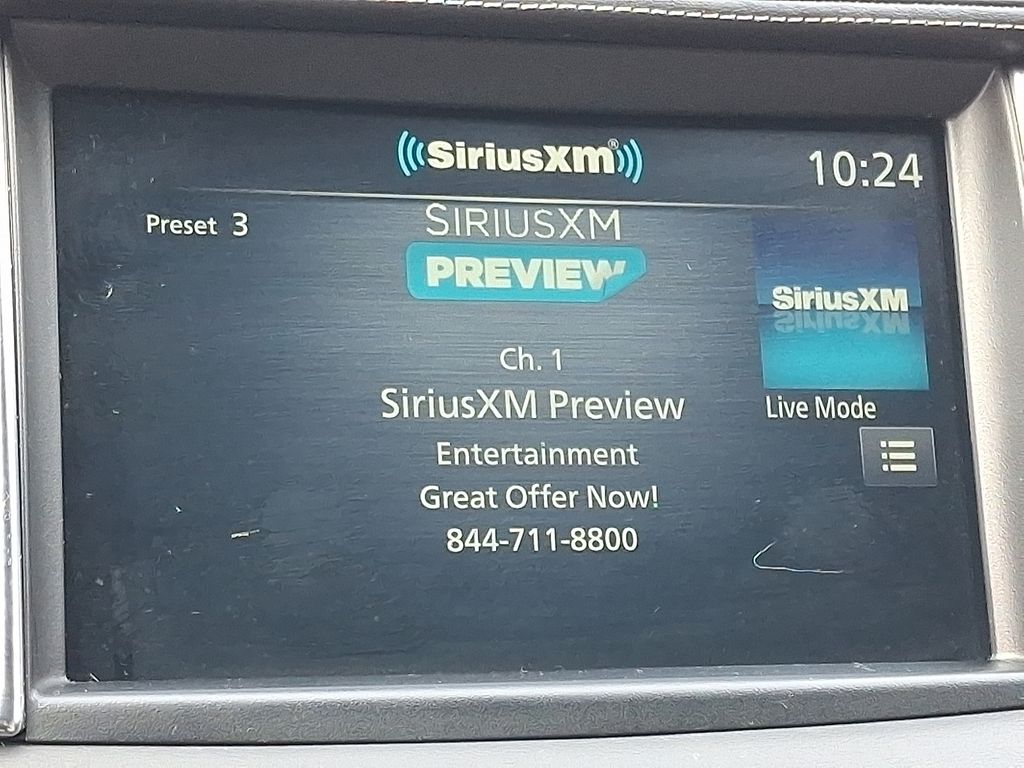 SiriusXM®
10:24
Preset 3
SIRIUSXM
PREVIEW
SiriusXM
Ch. 1
SiriusXM Preview
Live Mode
Entertainment
Great Offer Now!
844-711-8800